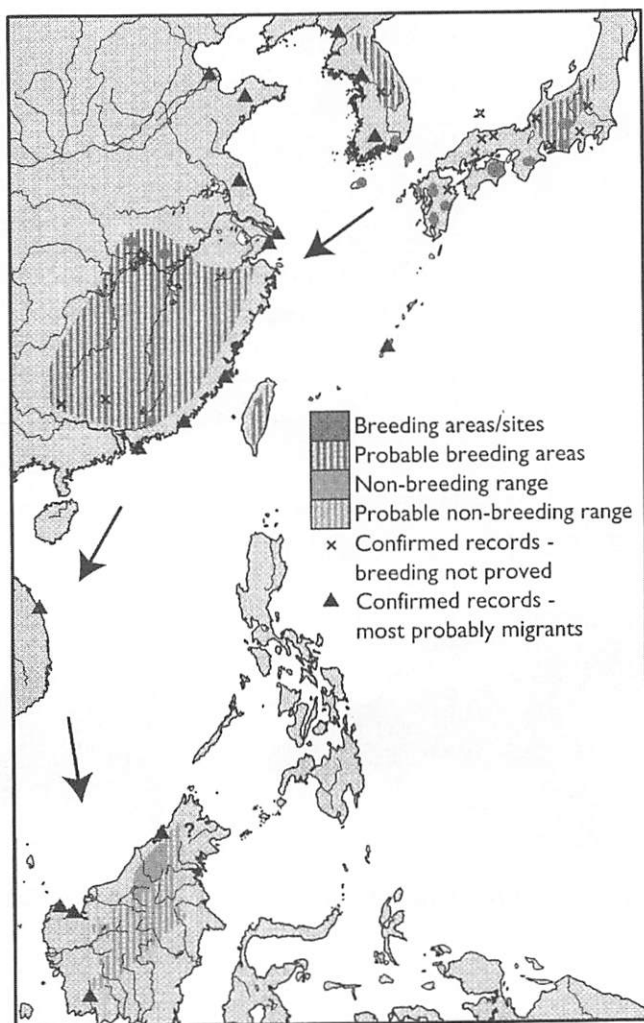 Breeding areas/sites
Probable breeding areas
Non-breeding range
Probable non-breeding range
× Confirmed records -
breeding not proved
▲ Confirmed records -
most probably migrants
?